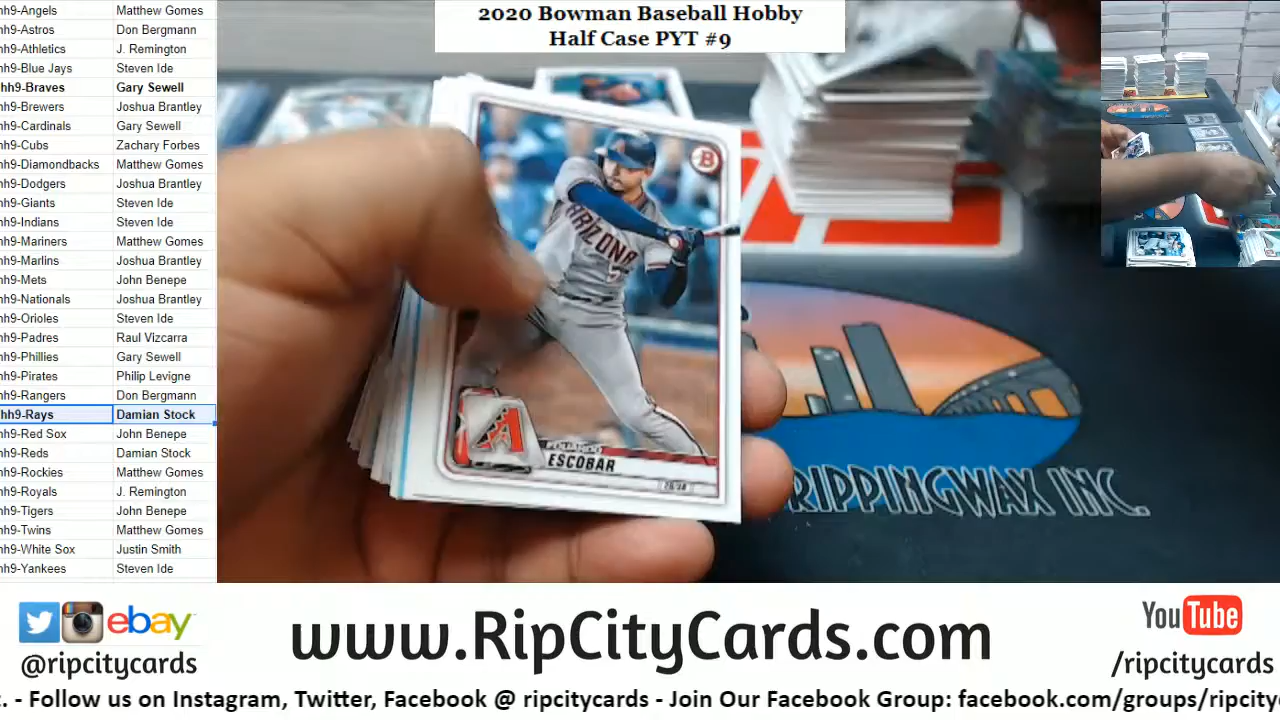 2020 Bowman Baseball Hobby
Half Case PYT #9
hh9-Angels Matthew Gomes
hh9-Astros Don Bergmann
hh9-Athletics J. Remington
hh9-Blue Jays Steven Ide
hh9-Braves Gary Sewell
hh9-Brewers Joshua Brantley
hh9-Cardinals Gary Sewell
hh9-Cubs Zachary Forbes
hh9-Diamondbacks Matthew Gomes
hh9-Dodgers Joshua Brantley
hh9-Giants Steven Ide
hh9-Indians Steven Ide
hh9-Mariners Matthew Gomes
hh9-Marlins Joshua Brantley
hh9-Mets John Benepe
hh9-Nationals Joshua Brantley
hh9-Orioles Steven Ide
hh9-Padres Raul Vizcarra
hh9-Phillies Gary Sewell
hh9-Pirates Philip Levigne
hh9-Rangers Don Bergmann
hh9-Rays Damian Stock
hh9-Red Sox John Benepe
hh9-Reds Damian Stock
hh9-Rockies Matthew Gomes
hh9-Royals J. Remington
hh9-Tigers John Benepe
hh9-Twins Matthew Gomes
hh9-White Sox Justin Smith
hh9-Yankees Steven Ide
B
ARIZONA
5
A
EDUARDO
ESCOBAR
RIPPINGWAX INC.
ebay
@ripcitycards
www.RipCityCards.com
YouTube
/ripcitycards
. - Follow us on Instagram, Twitter, Facebook @ ripcitycards - Join Our Facebook Group: facebook.com/groups/ripcity